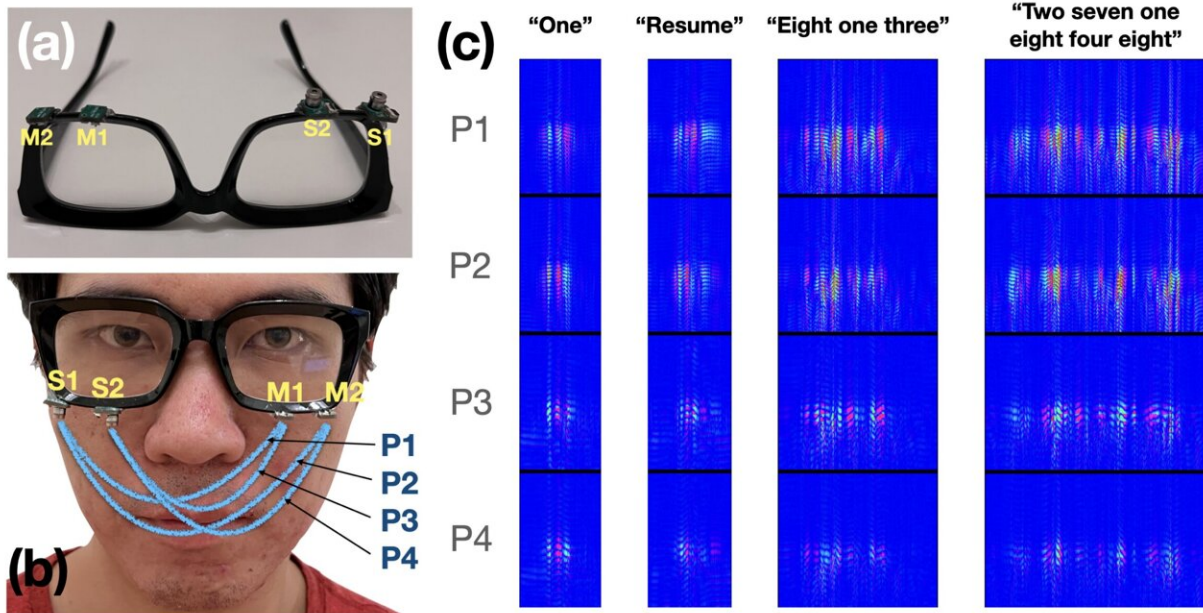 (a)
M2 M1 S2 S1
(b)
S1 S2 M1 M2
P1
P2
P3
P4
(c)
“One” “Resume” “Eight one three” “Two seven one
eight four eight”
P1
P2
P3
P4